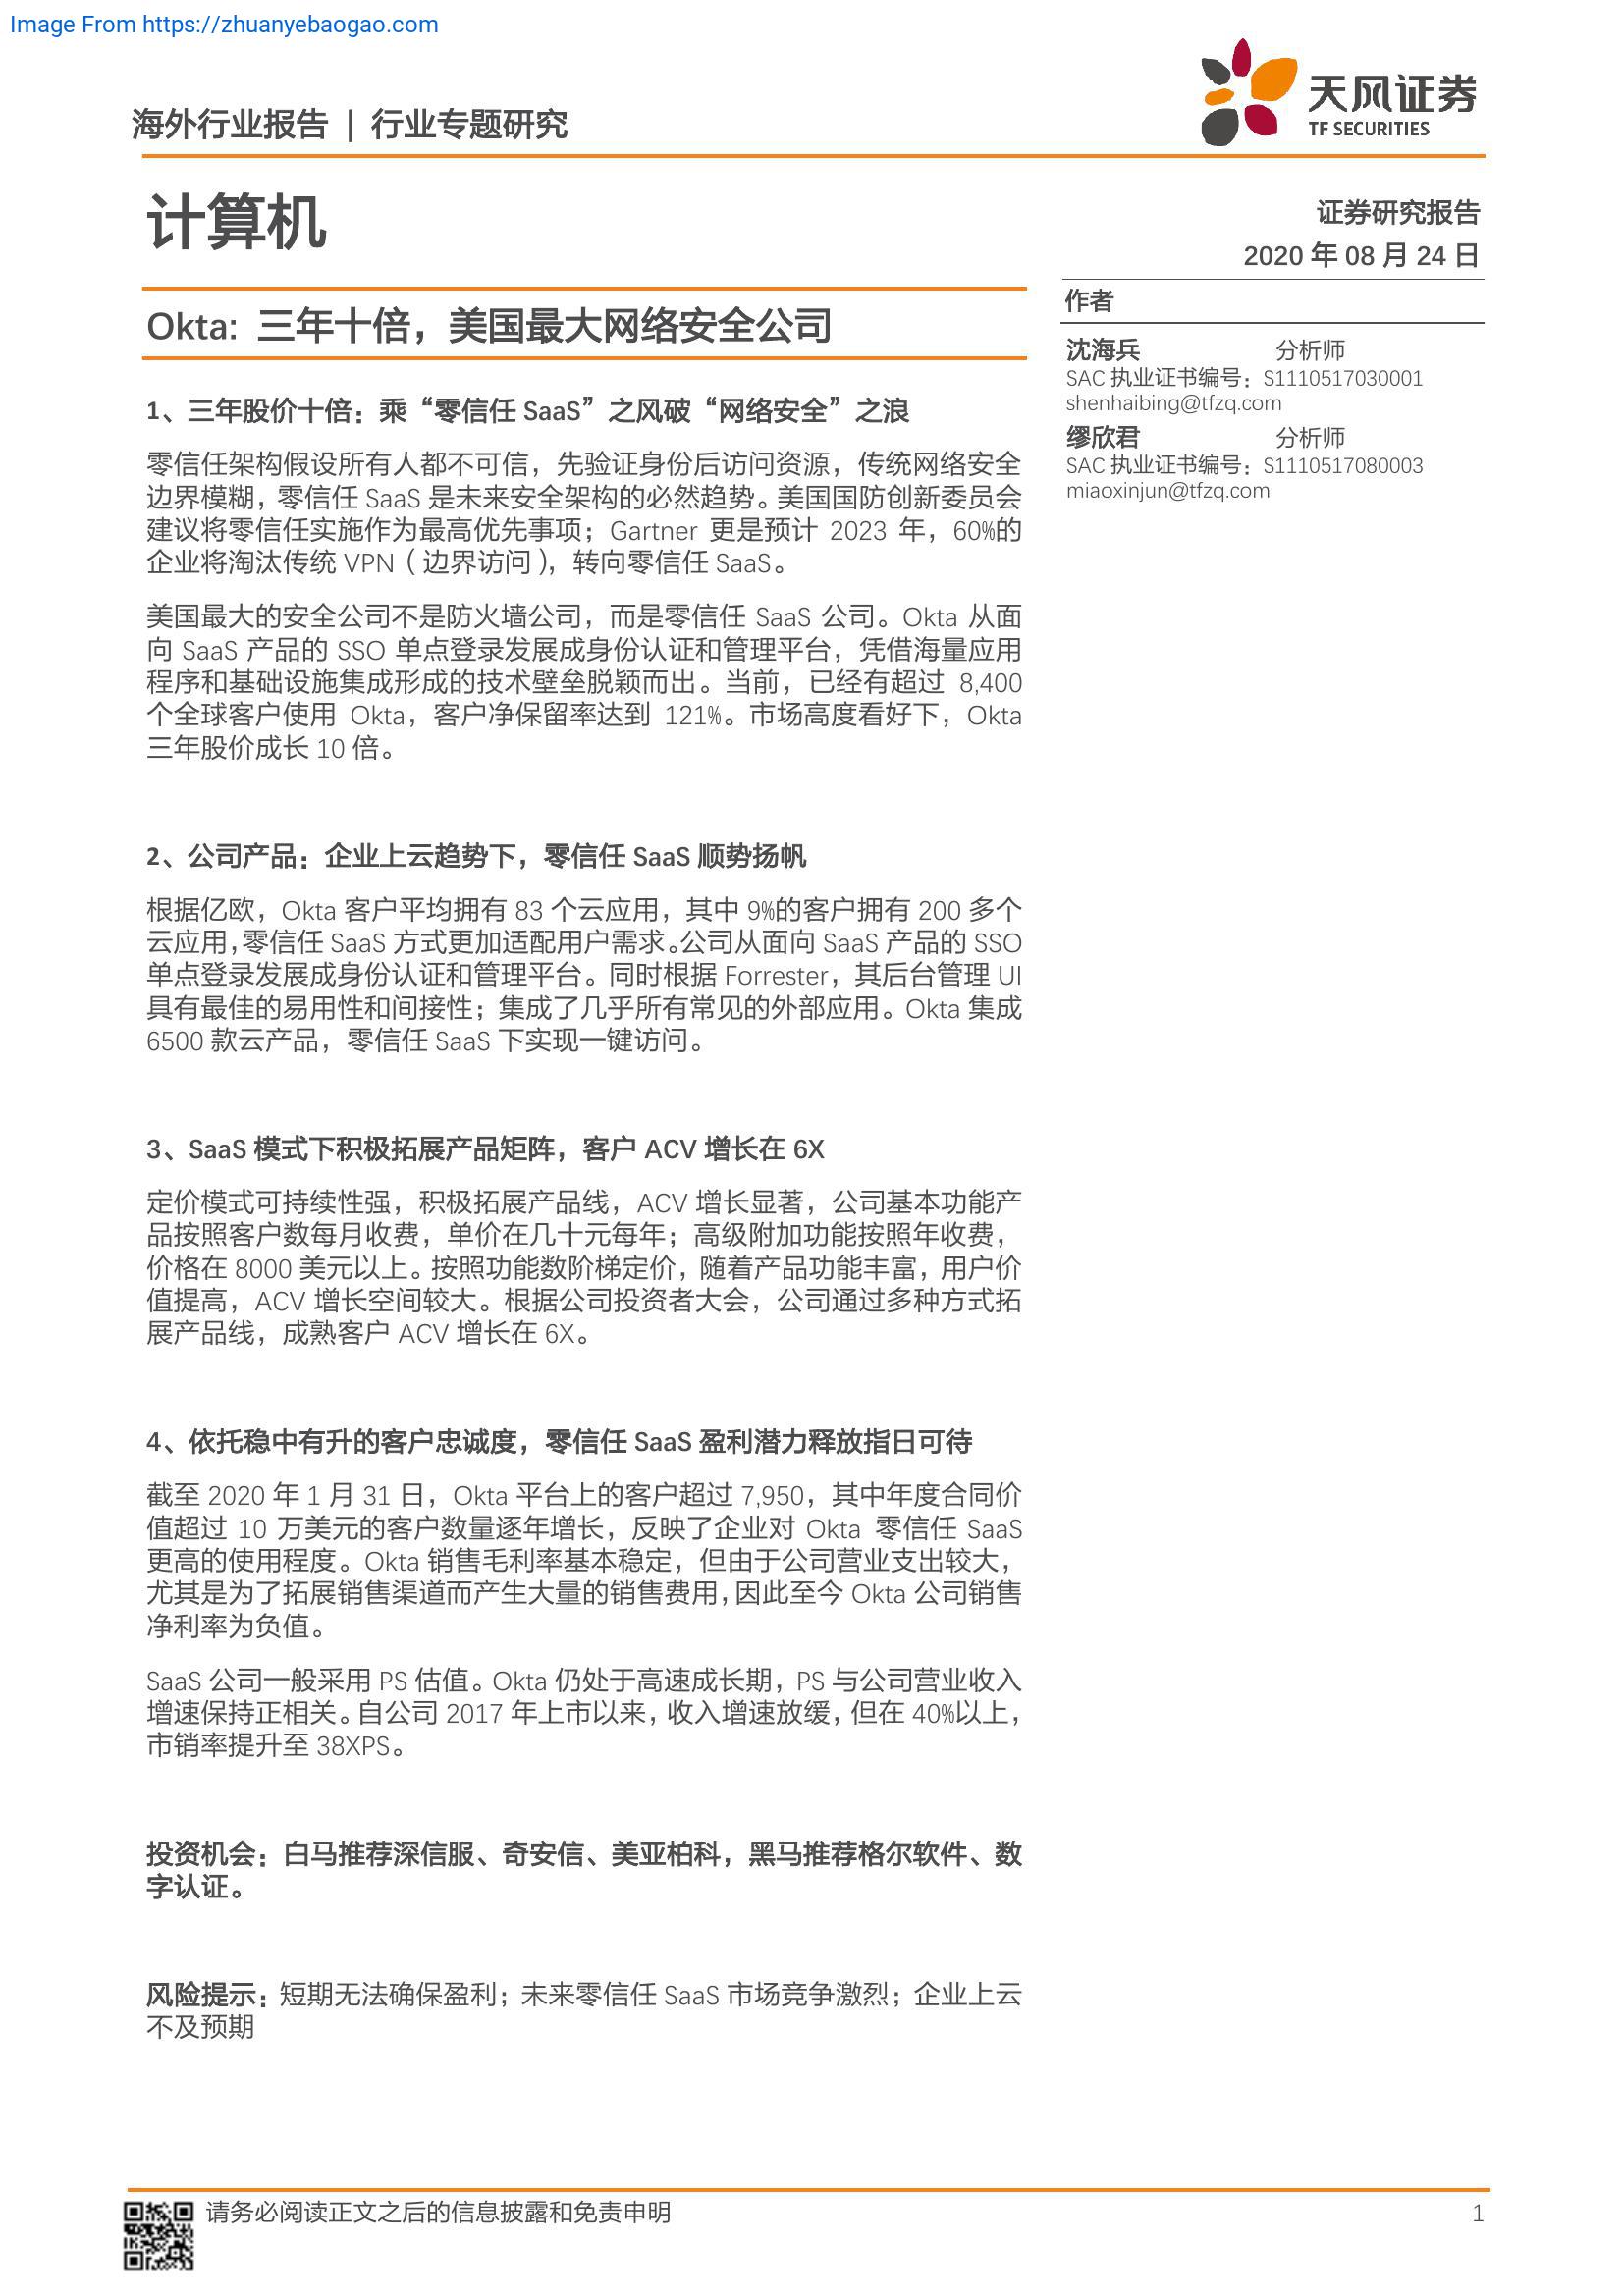 Image From https://zhuanyebaogao.com
海外行业报告 | 行业专题研究
天风证券
TF SECURITIES
计算机
证券研究报告
2020 年 08 月 24 日
Okta: 三年十倍，美国最大网络安全公司
作者
沈海兵 分析师
SAC 执业证书编号：S1110517030001
shenhaibing@tfzq.com
缪欣君 分析师
SAC 执业证书编号：S1110517080003
miaoxinjun@tfzq.com
1、三年股价十倍：乘“零信任 SaaS”之风破“网络安全”之浪
零信任架构假设所有人都不可信，先验证身份后访问资源，传统网络安全
边界模糊，零信任 SaaS 是未来安全架构的必然趋势。美国国防创新委员会
建议将零信任实施作为最高优先事项；Gartner 更是预计 2023 年，60%的
企业将淘汰传统 VPN（边界访问），转向零信任 SaaS。
美国最大的安全公司不是防火墙公司，而是零信任 SaaS 公司。Okta 从面
向 SaaS 产品的 SSO 单点登录发展成身份认证和管理平台，凭借海量应用
程序和基础设施集成形成的技术壁垒脱颖而出。当前，已经有超过 8,400
个全球客户使用 Okta，客户净保留率达到 121%。市场高度看好下，Okta
三年股价成长 10 倍。
2、公司产品：企业上云趋势下，零信任 SaaS 顺势扬帆
根据亿欧，Okta 客户平均拥有 83 个云应用，其中 9%的客户拥有 200 多个
云应用，零信任 SaaS 方式更加适配用户需求。公司从面向 SaaS 产品的 SSO
单点登录发展成身份认证和管理平台。同时根据 Forrester，其后台管理 UI
具有最佳的易用性和间接性；集成了几乎所有常见的外部应用。Okta 集成
6500 款云产品，零信任 SaaS 下实现一键访问。
3、SaaS 模式下积极拓展产品矩阵，客户 ACV 增长在 6X
定价模式可持续性强，积极拓展产品线，ACV 增长显著，公司基本功能产
品按照客户数每月收费，单价在几十元每年；高级附加功能按照年收费，
价格在 8000 美元以上。按照功能数阶梯定价，随着产品功能丰富，用户价
值提高，ACV 增长空间较大。根据公司投资者大会，公司通过多种方式拓
展产品线，成熟客户 ACV 增长在 6X。
4、依托稳中有升的客户忠诚度，零信任 SaaS 盈利潜力释放指日可待
截至 2020 年 1 月 31 日，Okta 平台上的客户超过 7,950，其中年度合同价
值超过 10 万美元的客户数量逐年增长，反映了企业对 Okta 零信任 SaaS
更高的使用程度。Okta 销售毛利率基本稳定，但由于公司营业支出较大，
尤其是为了拓展销售渠道而产生大量的销售费用，因此至今 Okta 公司销售
净利率为负值。
SaaS 公司一般采用 PS 估值。Okta 仍处于高速成长期，PS 与公司营业收入
增速保持正相关。自公司 2017 年上市以来，收入增速放缓，但在 40%以上，
市销率提升至 38XPS。
投资机会：白马推荐深信服、奇安信、美亚柏科，黑马推荐格尔软件、数
字认证。
风险提示：短期无法确保盈利；未来零信任 SaaS 市场竞争激烈；企业上云
不及预期
请务必阅读正文之后的信息披露和免责申明
1